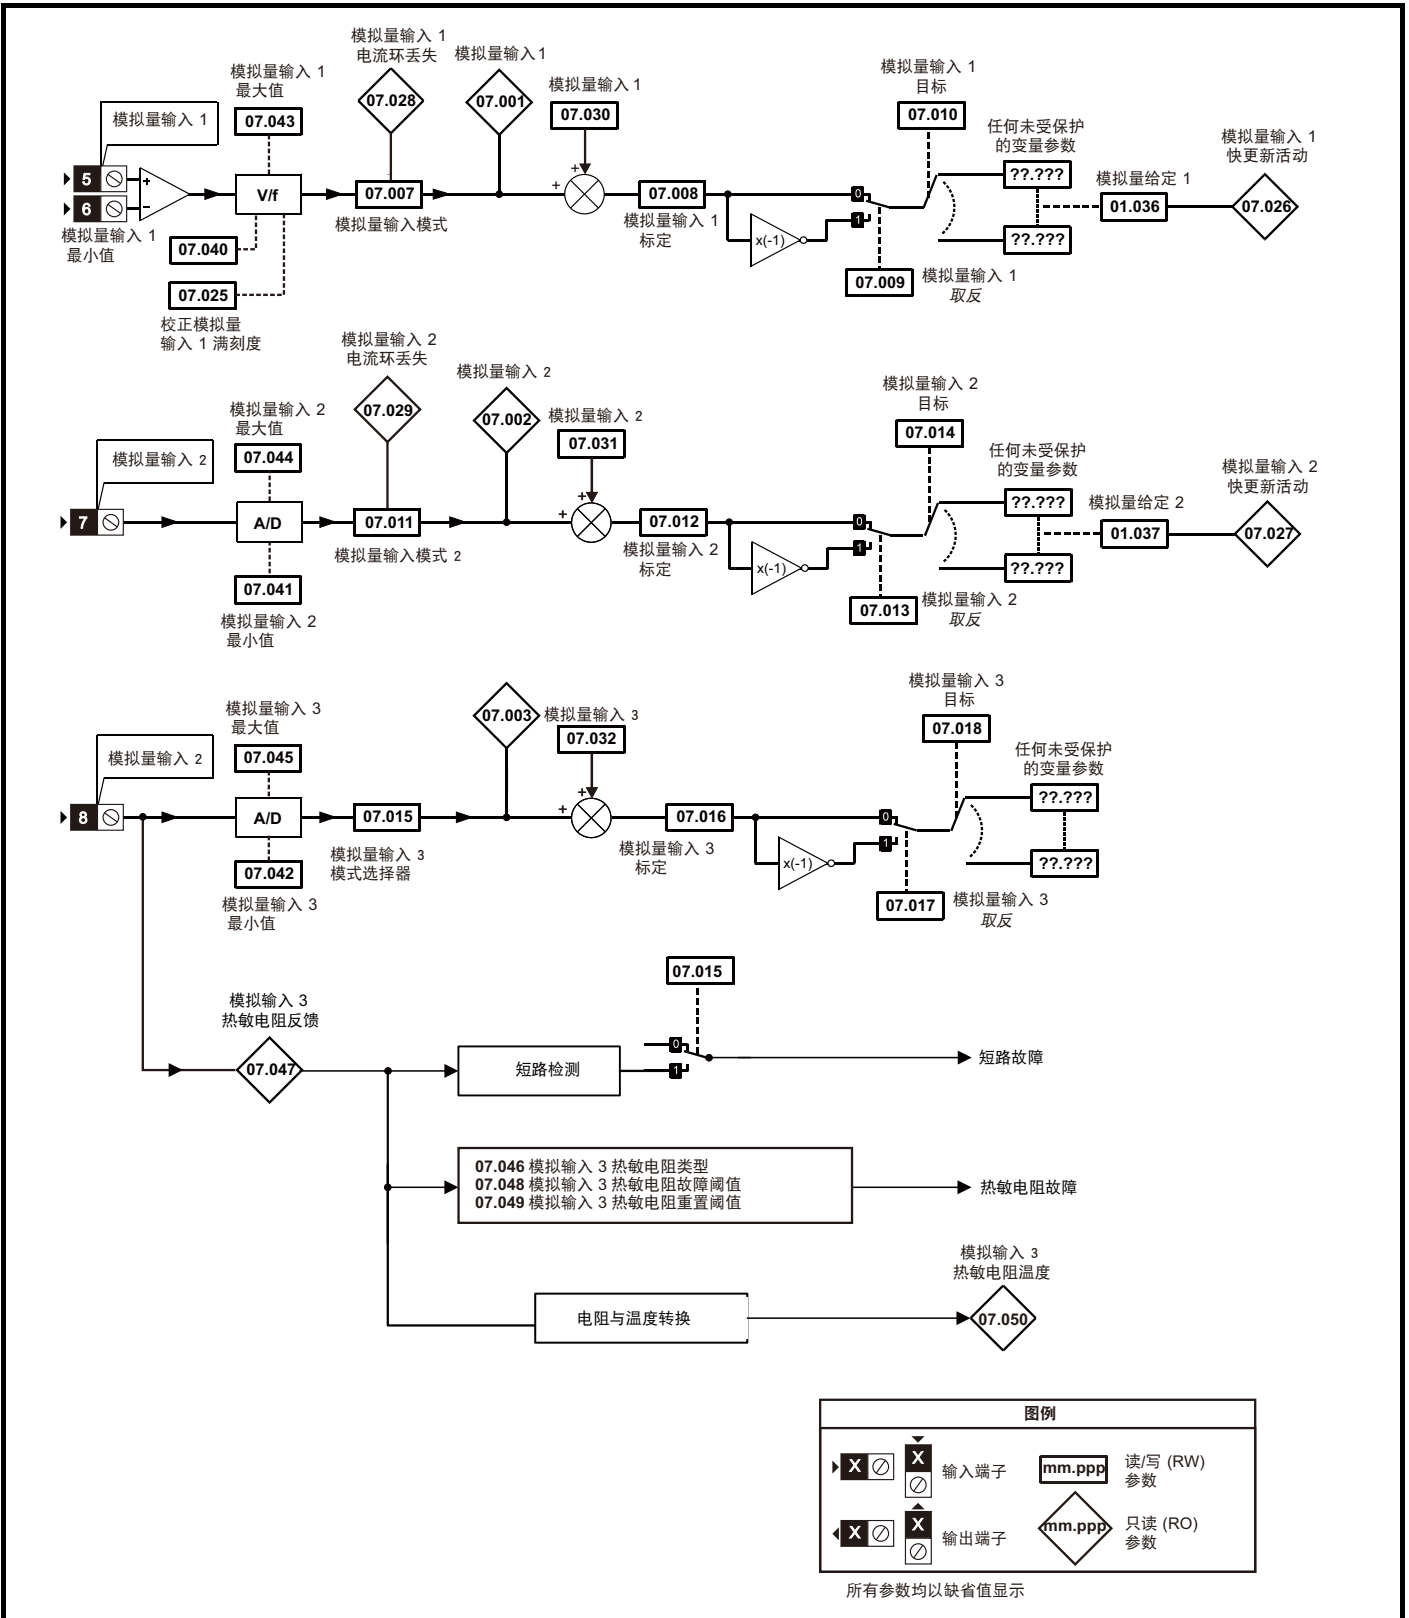 模拟量输入 1
电流环丢失
模拟量输入1
模拟量输入 1
最大值
模拟量输入 1
07.043
07.028
07.001
模拟量输入 1
07.030
模拟量输入 1
目标
07.010
任何未受保护
的变量参数
??.???
??.???
模拟量输入 1
快更新活动
5
6
+
−
V/f
07.007
模拟量输入模式
+
+
07.008
模拟量输入 1
标定
x(-1)
0
1
模拟量给定 1
01.036
07.026
模拟量输入 1
最小值
07.040
07.025
校正模拟量
输入 1 满刻度
07.009
模拟量输入 1
取反
模拟量输入 2
电流环丢失
模拟量输入 2
模拟量输入 2
最大值
模拟量输入 2
07.044
07.029
07.002
模拟量输入 2
07.031
模拟量输入 2
目标
07.014
任何未受保护
的变量参数
??.???
??.???
模拟量输入 2
快更新活动
7
A/D
07.011
模拟量输入模式 2
+
+
07.012
模拟量输入 2
标定
x(-1)
0
1
模拟量给定 2
01.037
07.027
07.041
模拟量输入 2
最小值
07.013
模拟量输入 2
取反
模拟量输入 3
最大值
模拟量输入 2
07.045
07.003
模拟量输入 3
07.032
模拟量输入 3
目标
07.018
任何未受保护
的变量参数
??.???
??.???
8
A/D
07.015
模拟量输入 3
模式选择器
+
+
07.016
模拟量输入 3
标定
x(-1)
0
1
07.042
模拟量输入 3
最小值
07.017
模拟量输入 3
取反
07.015
模拟输入 3
热敏电阻反馈
07.047
短路检测
0
1
短路故障
07.046 模拟输入 3 热敏电阻类型
07.048 模拟输入 3 热敏电阻故障阈值
07.049 模拟输入 3 热敏电阻重置阈值
热敏电阻故障
模拟输入 3
热敏电阻温度
电阻与温度转换
07.050
图例
X
X
输入端子
mm.ppp
读/写 (RW)
参数
X
X
输出端子
mm.ppp
只读 (RO)
参数
所有参数均以缺省值显示